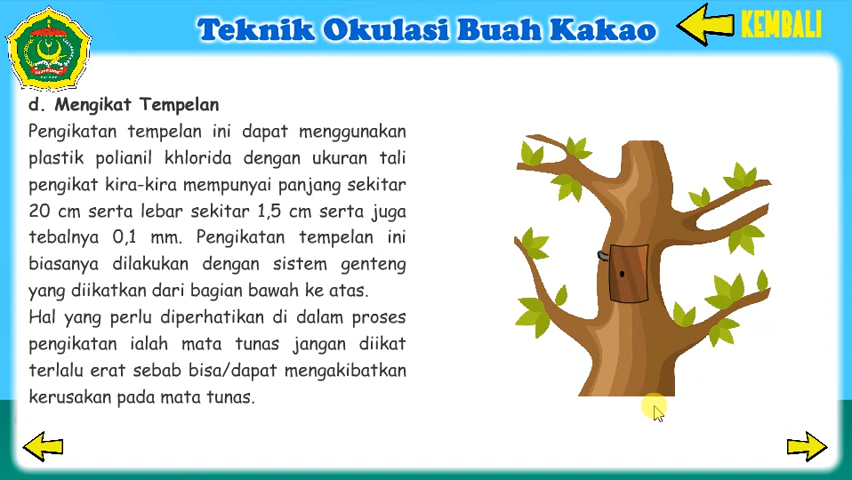 Teknik Okulasi Buah Kakao
KEMBALI
d. Mengikat Tempelan
Pengikatan tempelan ini dapat menggunakan
plastik polianil khlorida dengan ukuran tali
pengikat kira-kira mempunyai panjang sekitar
20 cm serta lebar sekitar 1,5 cm serta juga
tebalnya 0,1 mm. Pengikatan tempelan ini
biasanya dilakukan dengan sistem genteng
yang diikatkan dari bagian bawah ke atas.
Hal yang perlu diperhatikan di dalam proses
pengikatan ialah mata tunas jangan diikat
terlalu erat sebab bisa/dapat mengakibatkan
kerusakan pada mata tunas.